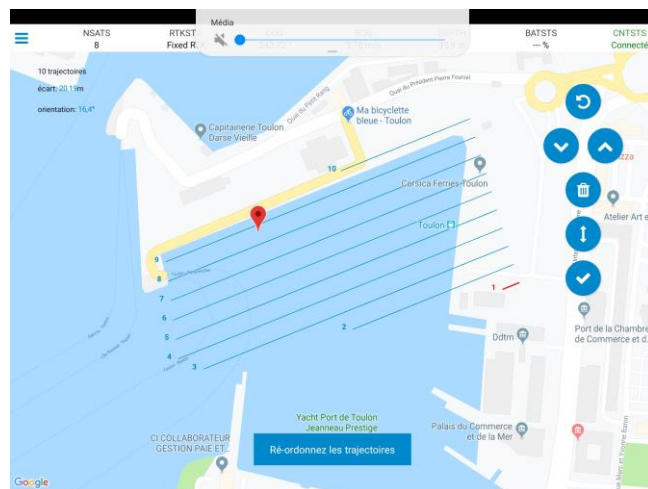 Média
NSATS
8
RTKST
Fixed R
BATSTS
--- %
CNTSTS
Connecté
10 trajectoires
écart: 20,19m
orientation: 16,4°
Quai du Petit Rang
Quai du Président Pierre Fournel
Capitainerie Toulon
Darse Vieille
Ma bicyclette
bleue - Toulon
10
Corsica Ferries Toulon
Toulon
Atelier Art e
9
8
7
6
5
4
3
2
1
Ddtm
Port de la Chambre
de Commerce et d.
Yacht Port de Toulon
Jeanneau Prestige
CI COLLABORATEUR
GESTION PAIE ET...
Palais du Commerce
et de la Mer
Ré-ordonnez les trajectoires
Google